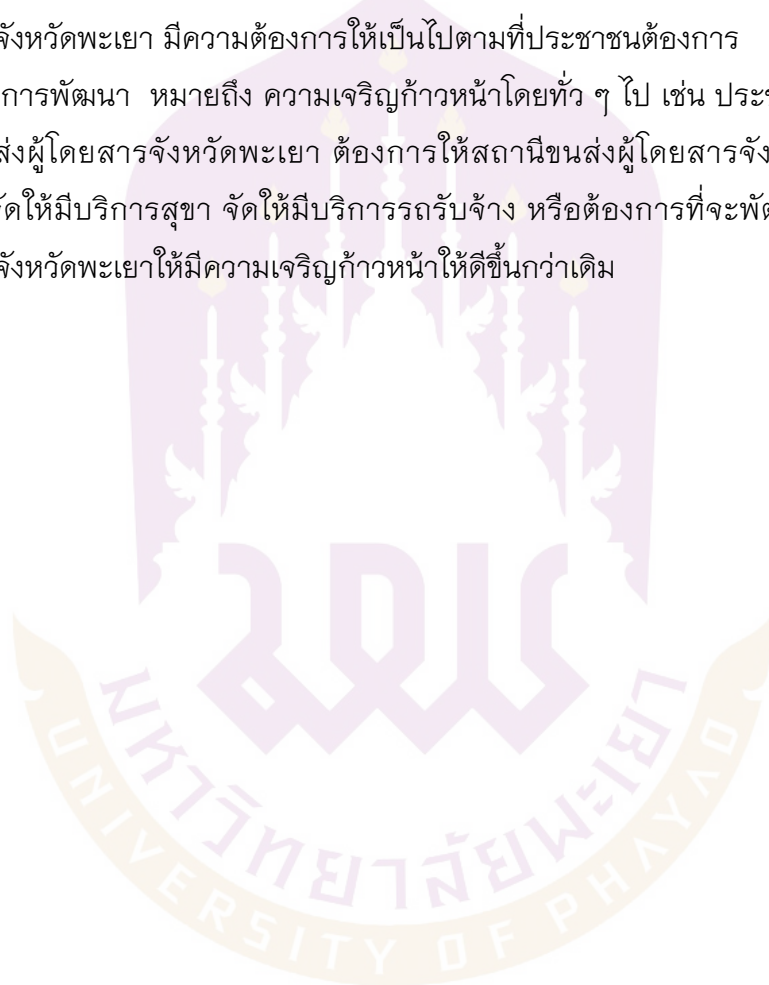 จังหวัดพะเยา มีความต้องการให้เป็นไปตามที่ประชาชนต้องการ
การพัฒนา หมายถึง ความเจริญก้าวหน้าโดยทั่ว ๆ ไป เช่น
ส่งผู้โดยสารจังหวัดพะเยา ต้องการให้สถานีขนส่งผู้โดยสาร
จัดให้มีบริการสุขา จัดให้มีบริการรถรับจ้าง หรือต้องการที่จะ
จังหวัดพะเยาให้มีความเจริญก้าวหน้าให้ดีขึ้นกว่าเดิม
มพย
มหาวิทยาลัยพะเยา
UNIVERSITY OF PHAYAO